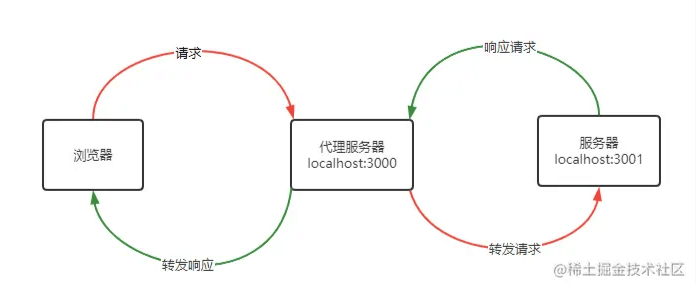 请求
响应请求
浏览器
代理服务器
localhost:3000
服务器
localhost:3001
转发响应
转发请求
@稀土掘金技术社区